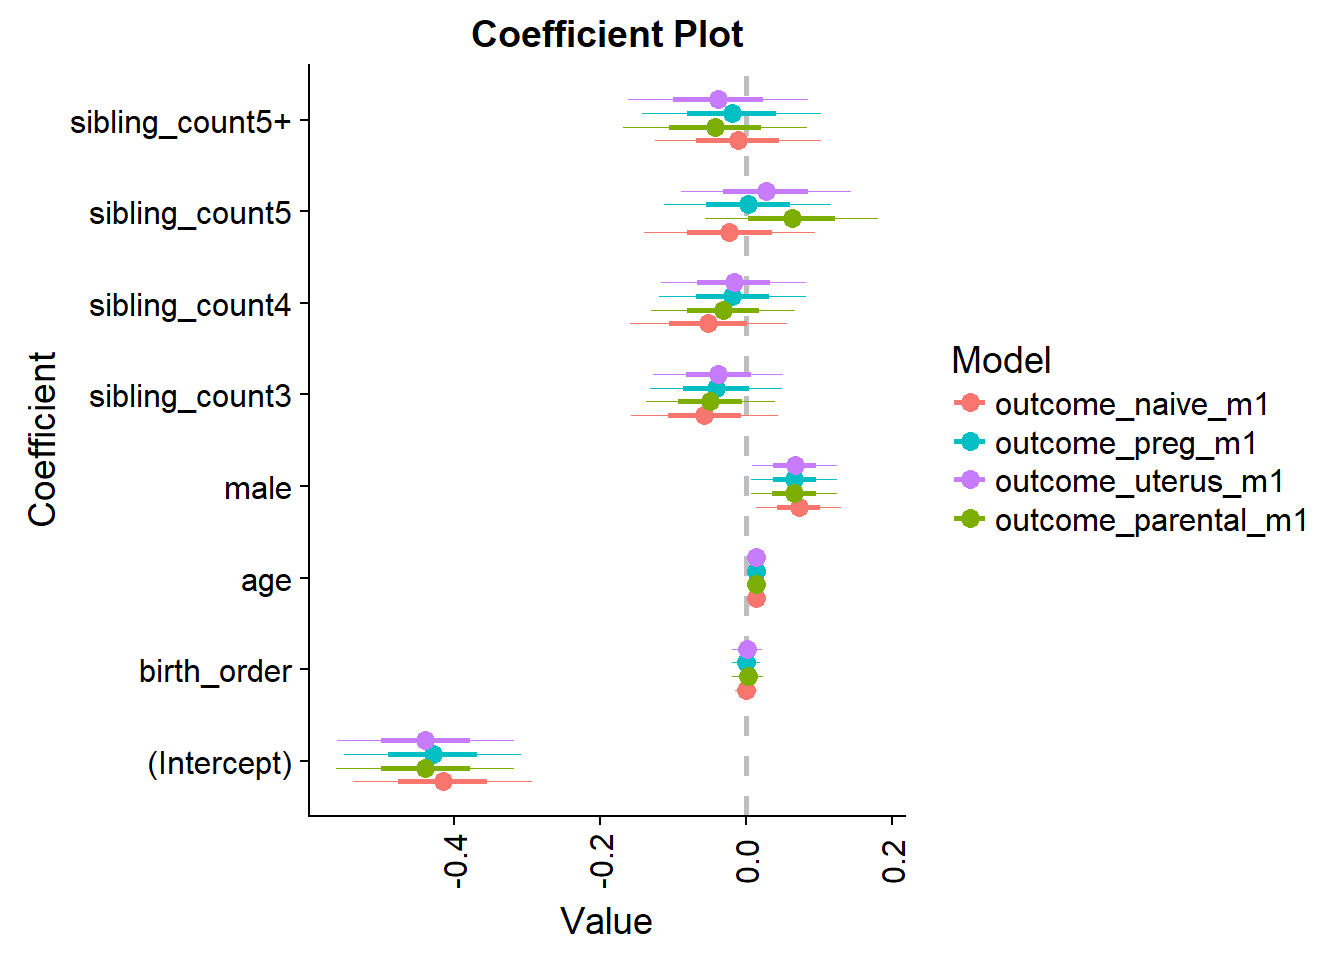 Coefficient Plot
sibling_count5+
sibling_count5
sibling_count4
sibling_count3
male
age
birth_order
(Intercept)
Coefficient
-0.4
-0.2
0.0
0.2
Value
Model
outcome_naive_m1
outcome_preg_m1
outcome_uterus_m1
outcome_parental_m1